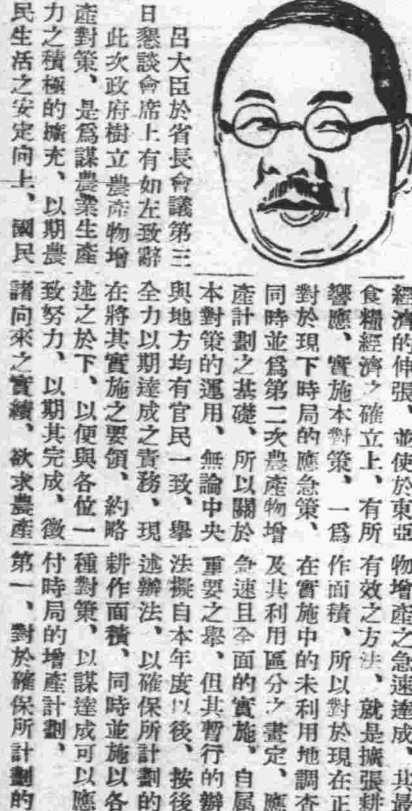 呂大臣於省長會議第三
日懇談會席上有如左致辭
此次政府樹立農產物增
產對策、是爲謀農業生產
力之積極的擴充、以期農
民生活之安定向上、國民
經濟的伸張、並使於東亞
食糧經濟之確立上、有所
響應、實施本對策、一爲
對於現下時局的應急策、
同時並爲第二次農產物增
產計劃之基礎、所以關於
本對策的運用、無論中央
與地方均有官民一致、舉
全力以期達成之責務、現
在將其實施之要領、約略
述之於下、以便與各位一
致努力、以期其完成、徵
諸向來之實績、欲求農產
物增產之急速達成、其最
有效之方法、就是擴張耕
作面積、所以對於現在正
在實施中的未利用地調查
及其利用區分之畫定、應
急速且全面的實施、自屬
重要之舉、但其暫行的辦
法擬自本年度以後、按後
述辦法、以確保所計劃的
耕作面積、同時並施以各
種對策、以謀達成可以應
付時局的增產計劃、
第一、對於確保所計劃的